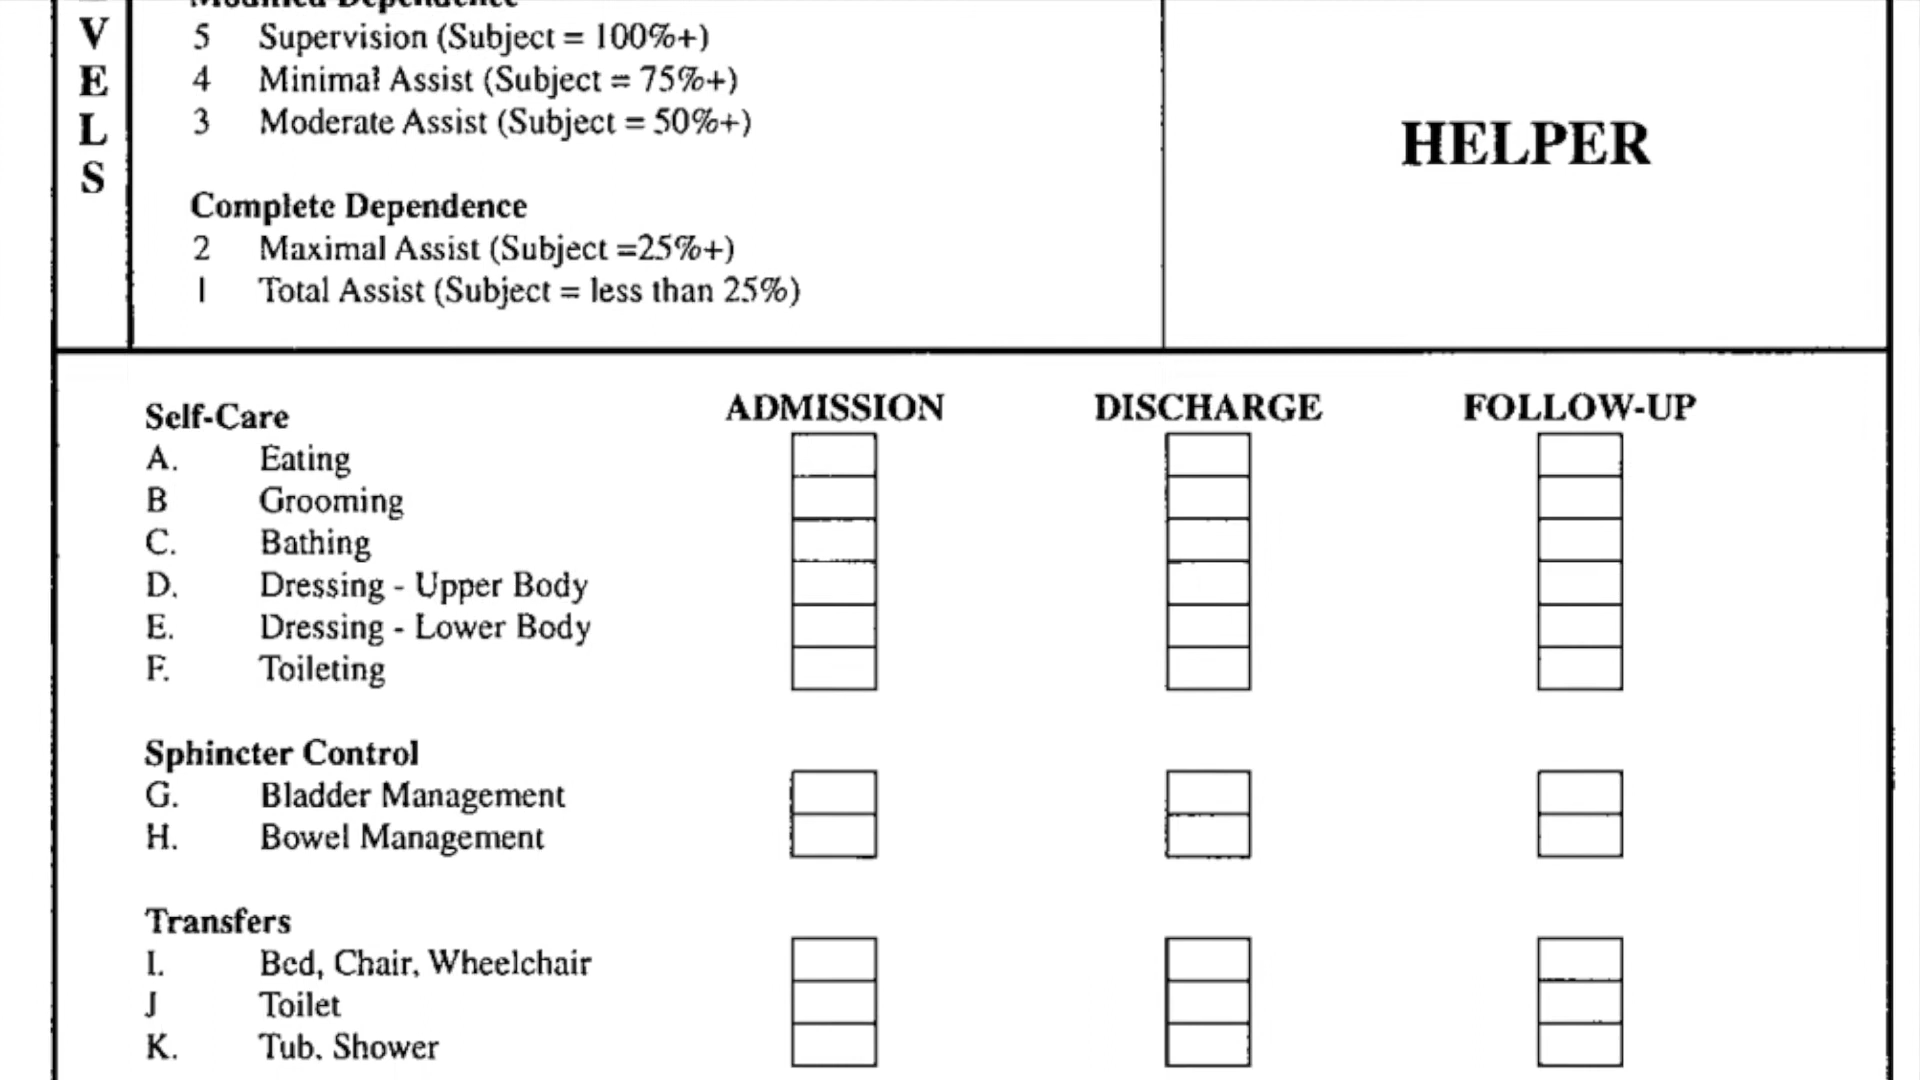 Modified Dependence
V
E
L
S
5 Supervision (Subject = 100%+)
4 Minimal Assist (Subject = 75%+)
3 Moderate Assist (Subject = 50%+)
HELPER
Complete Dependence
2 Maximal Assist (Subject =25%+)
1 Total Assist (Subject = less than 25%)
Self-Care ADMISSION DISCHARGE FOLLOW-UP
A. Eating
B Grooming
C. Bathing
D. Dressing - Upper Body
E. Dressing - Lower Body
F. Toileting
Sphincter Control
G. Bladder Management
H. Bowel Management
Transfers
I. Bed, Chair, Wheelchair
J Toilet
K. Tub. Shower